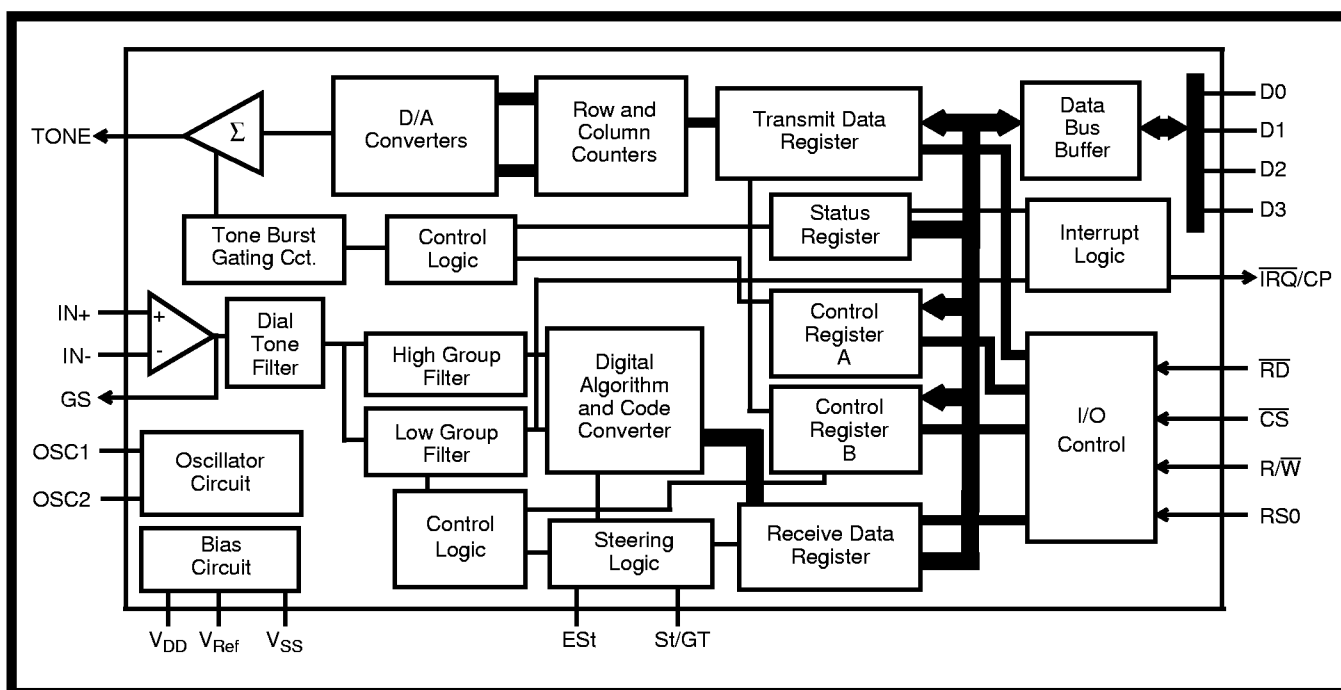 TONE
Σ
D/A
Converters
Row and
Column
Counters
Transmit Data
Register
Data
Bus
Buffer
D0
D1
D2
D3
Tone Burst
Gating Cct.
Control
Logic
Status
Register
Interrupt
Logic
I̅R̅Q̅/CP
IN+
IN-
GS
+
-
Dial
Tone
Filter
High Group
Filter
Low Group
Filter
Digital
Algorithm
and Code
Converter
Control
Register
A
Control
Register
B
I/O
Control
R̅D̅
C̅S̅
R/W̅
RS0
OSC1
OSC2
Oscillator
Circuit
Bias
Circuit
Control
Logic
Steering
Logic
Receive Data
Register
VDD
VRef
VSS
ESt
St/GT